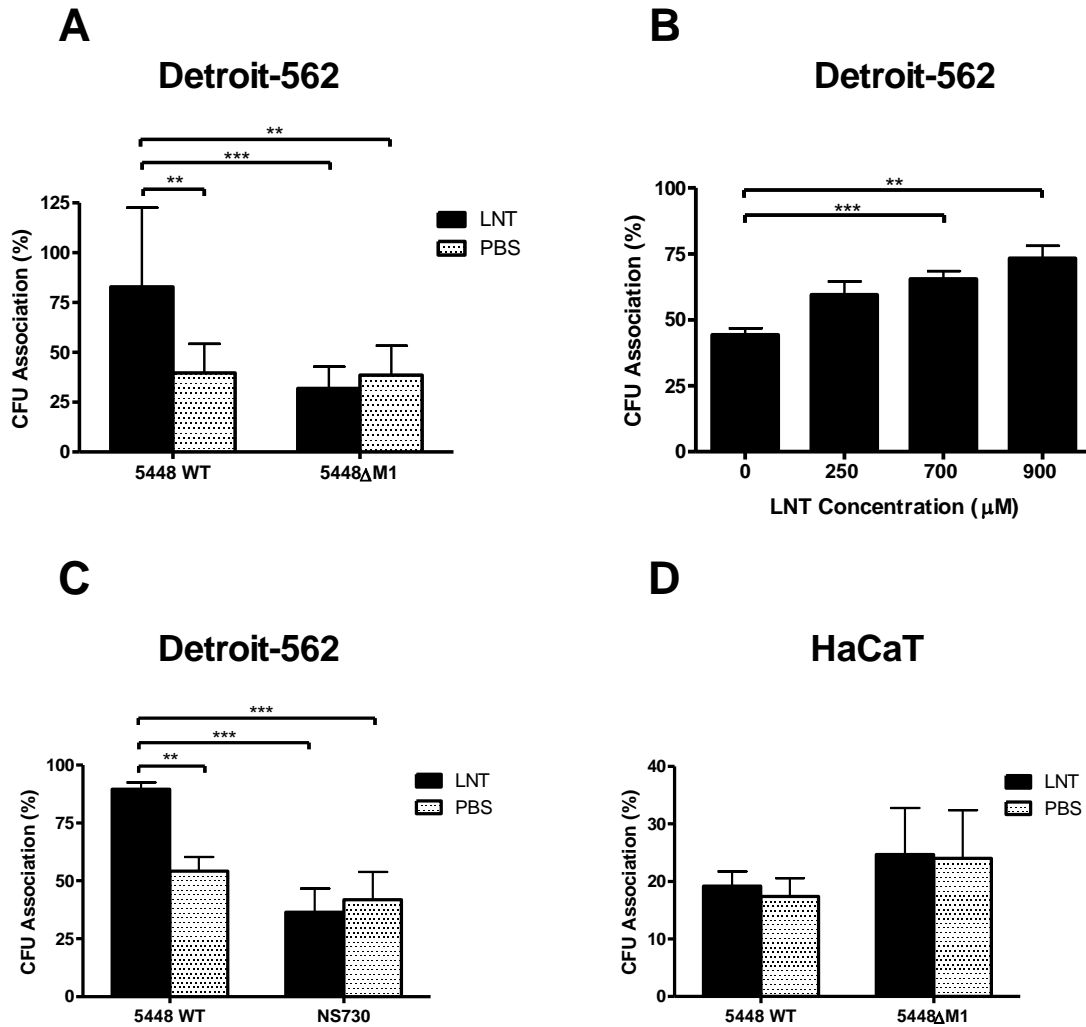 A
Detroit-562
**
***
**
125
100
75
50
25
0
CFU Association (%)
5448 WT
5448ΔM1
LNT
PBS
B
Detroit-562
**
***
100
75
50
25
0
CFU Association (%)
0
250
700
900
LNT Concentration (μM)
C
Detroit-562
***
***
**
100
75
50
25
0
CFU Association (%)
5448 WT
NS730
LNT
PBS
D
HaCaT
40
30
20
10
0
CFU Association (%)
5448 WT
5448ΔM1
LNT
PBS